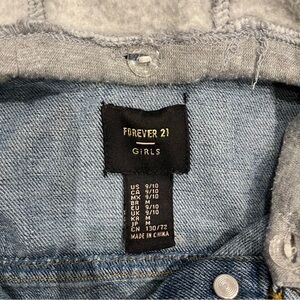 FOREVER 21
GIRLS
US 9/10
CA 9/10
MX 9/10
BR M
EU 9/10
UK 9/10
KR M
JP M
CN 130/72
MADE IN CHINA